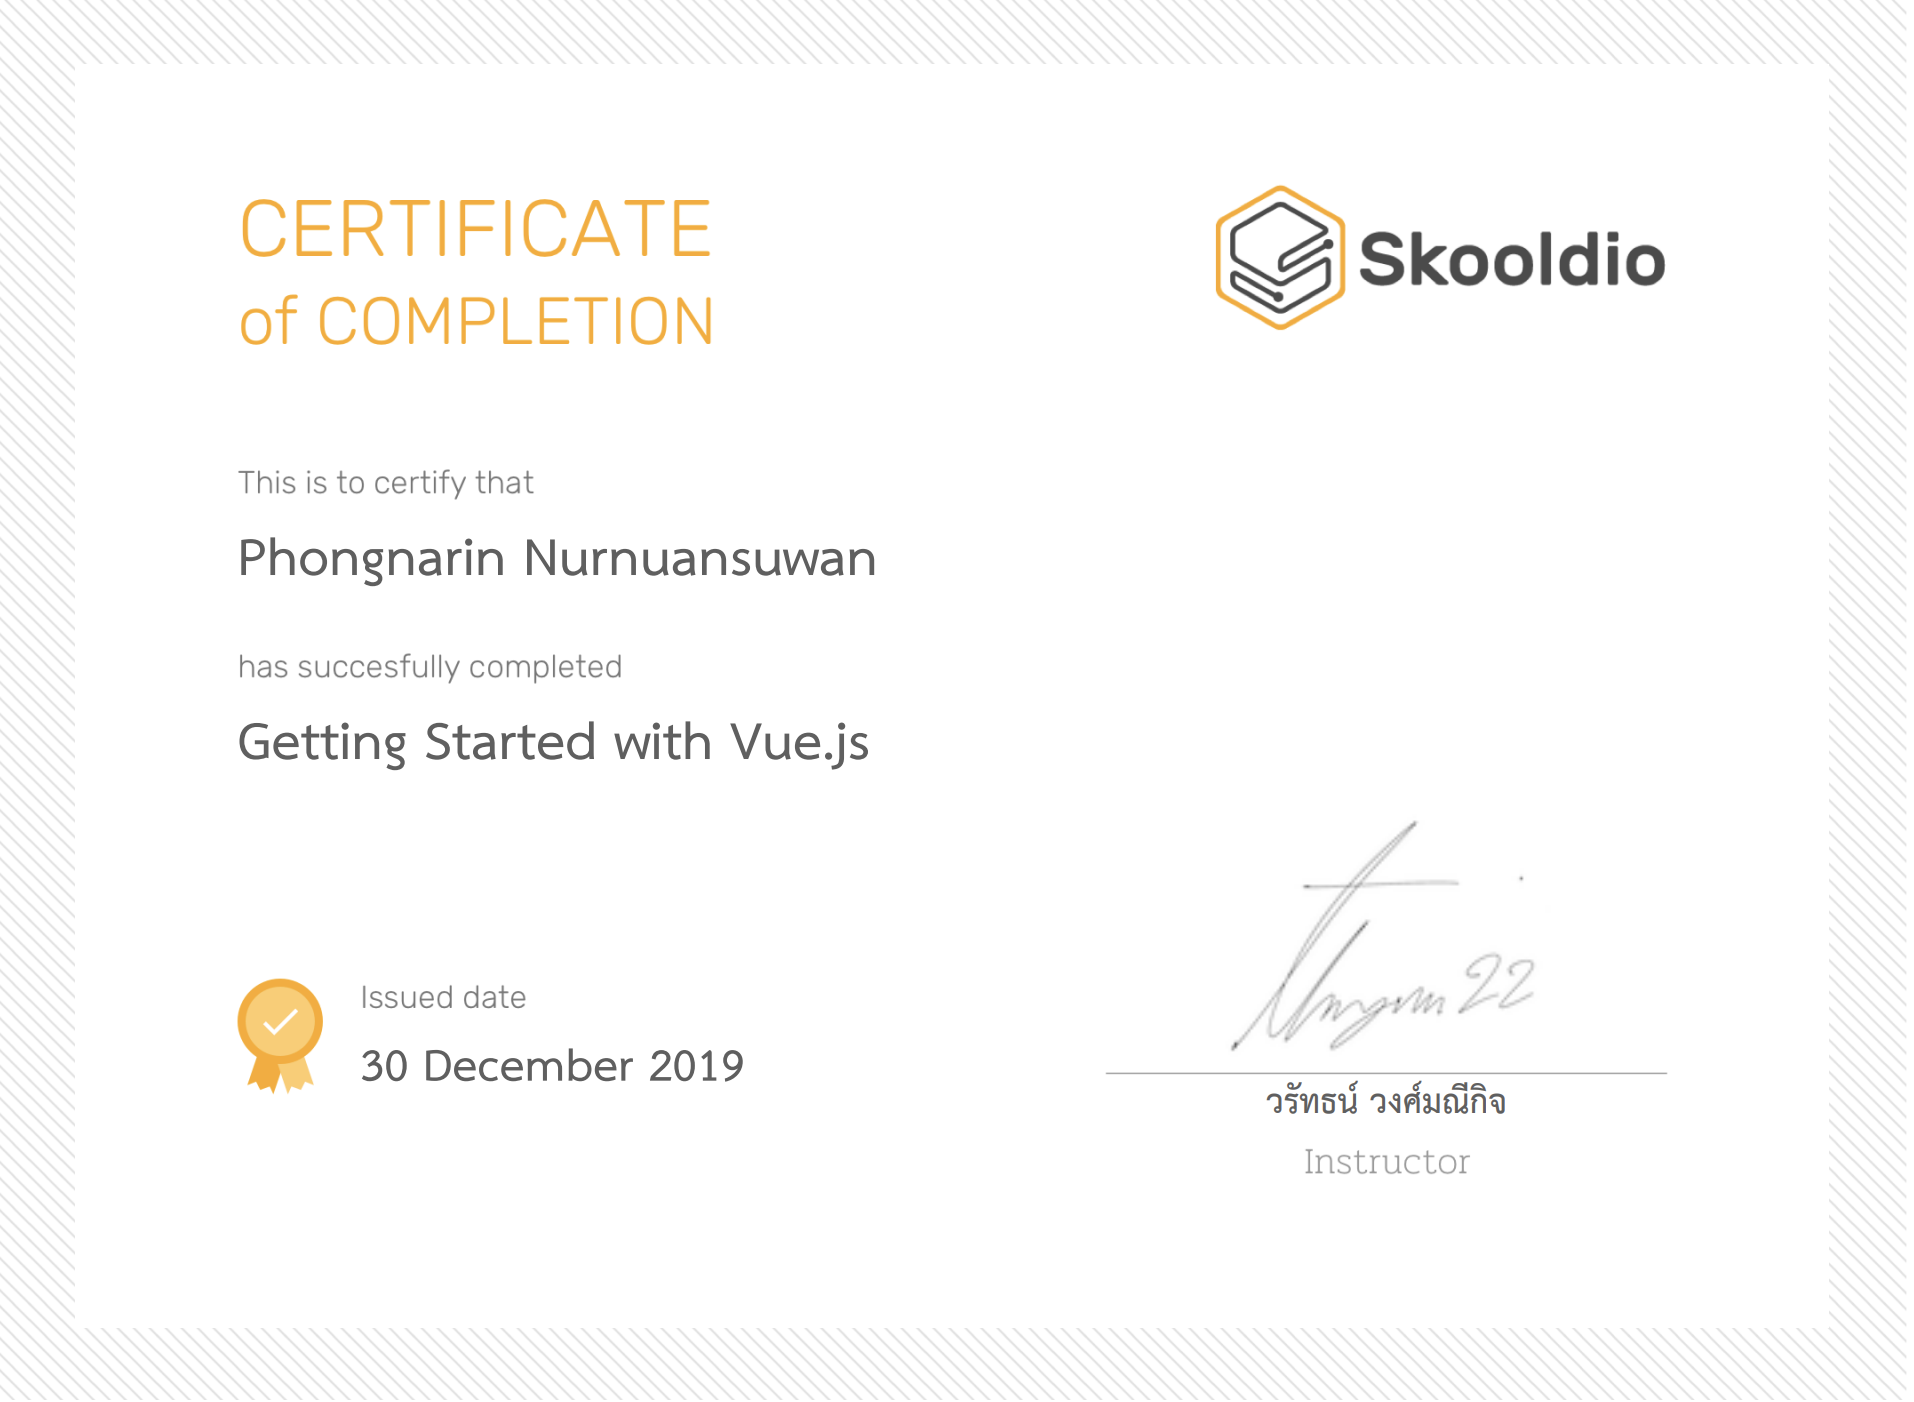 CERTIFICATE
of COMPLETION
Skooldio
This is to certify that
Phongnarin Nurnuansuwan
has succesfully completed
Getting Started with Vue.js
Issued date
30 December 2019
วรัทธน์ วงศ์มณีกิจ
Instructor